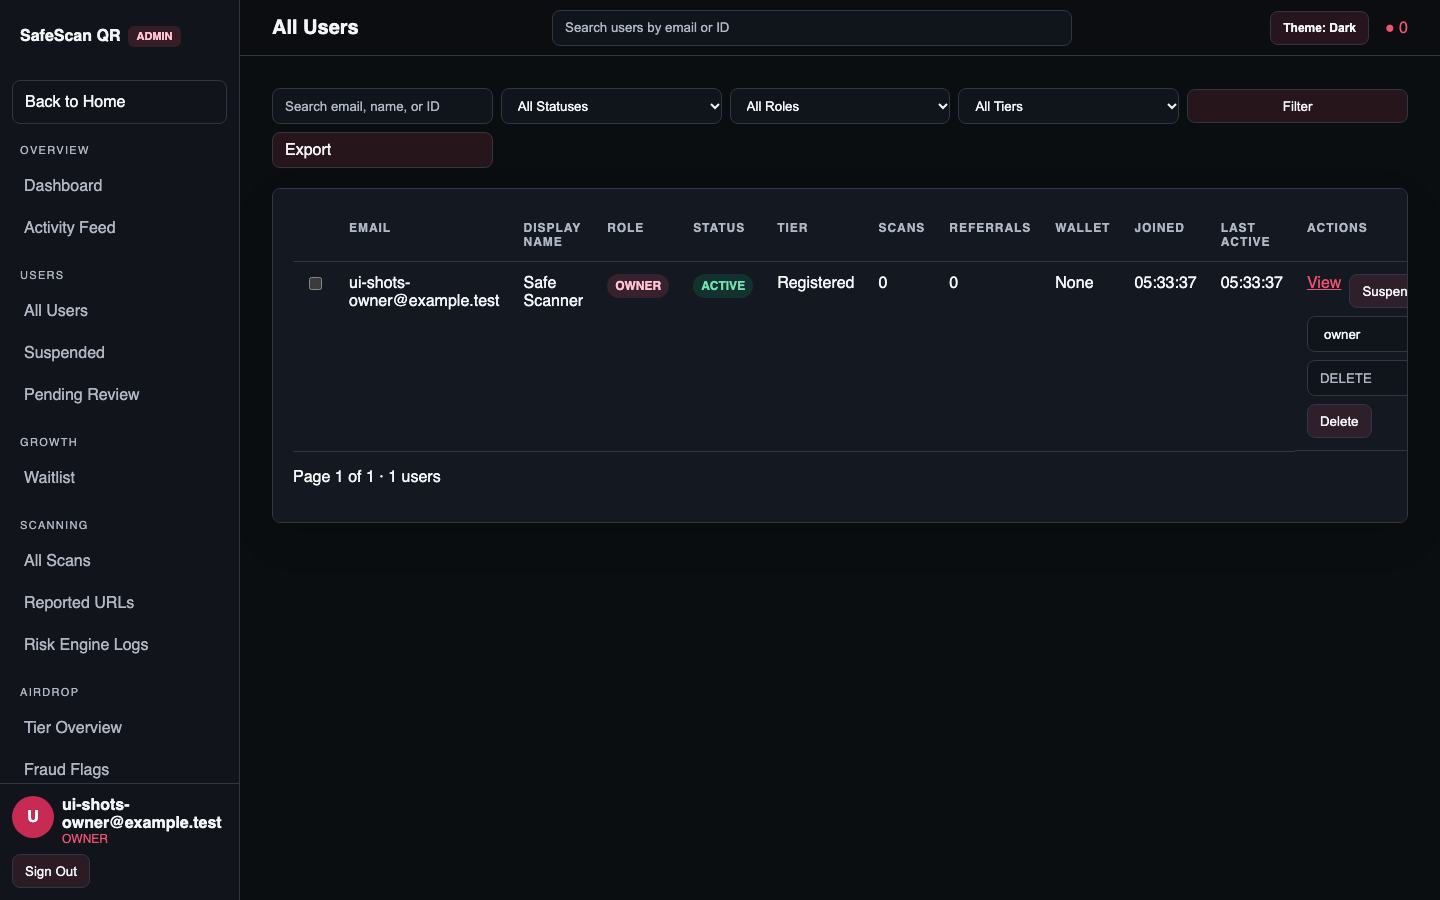 SafeScan QR ADMIN
Back to Home
OVERVIEW
Dashboard
Activity Feed
USERS
All Users
Suspended
Pending Review
GROWTH
Waitlist
SCANNING
All Scans
Reported URLs
Risk Engine Logs
AIRDROP
Tier Overview
Fraud Flags
U
ui-shots-
owner@example.test
OWNER
Sign Out
All Users
Search users by email or ID
Theme: Dark
0
Search email, name, or ID
All Statuses
All Roles
All Tiers
Filter
Export
EMAIL DISPLAY NAME ROLE STATUS TIER SCANS REFERRALS WALLET JOINED LAST ACTIVE ACTIONS
ui-shots-
owner@example.test
Safe
Scanner
OWNER
ACTIVE
Registered
0
0
None
05:33:37
05:33:37
View
Suspen
owner
DELETE
Delete
Page 1 of 1 · 1 users